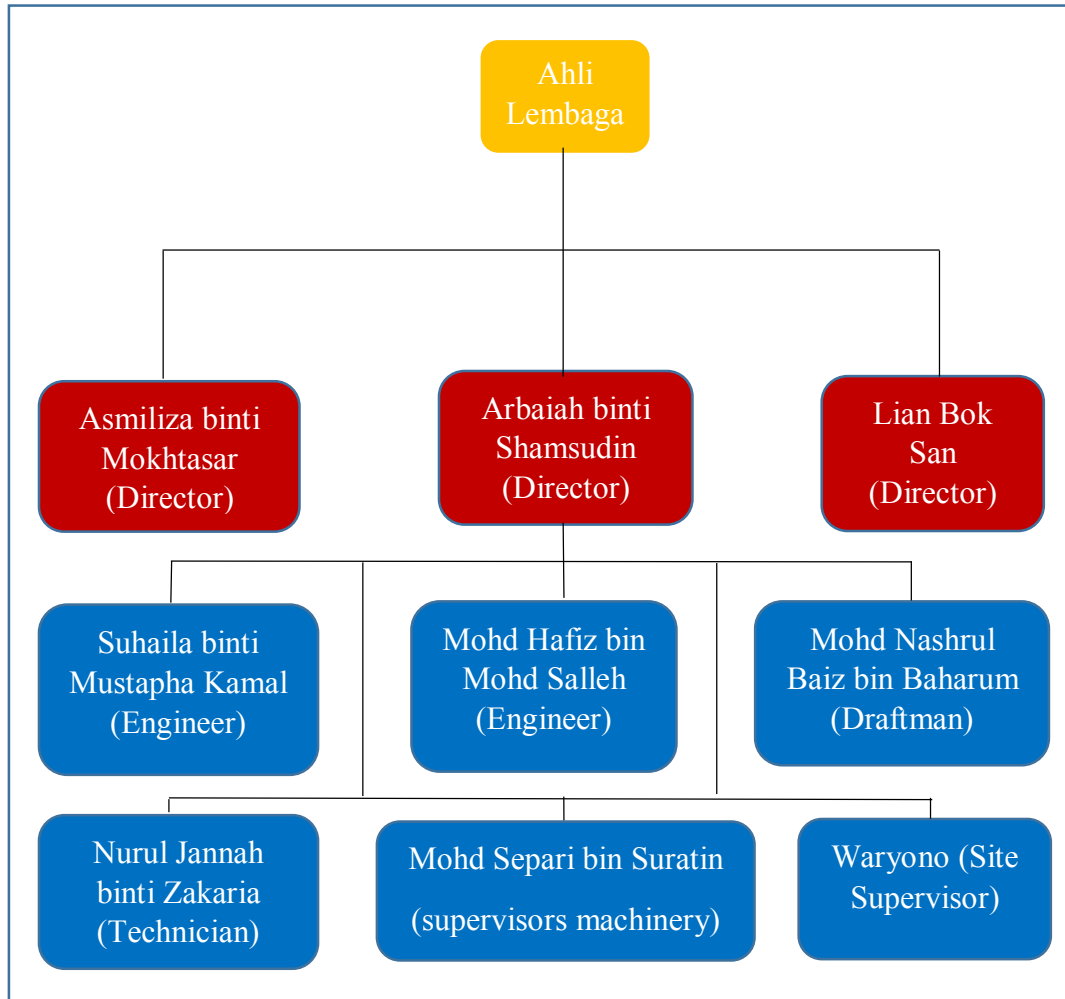 Ahli
Lembaga
Asmiliza binti
Mokhtasar
(Director)
Arbaiah binti
Shamsudin
(Director)
Lian Bok
San
(Director)
Suhaila binti
Mustapha Kamal
(Engineer)
Mohd Hafiz bin
Mohd Salleh
(Engineer)
Mohd Nashrul
Baiz bin Baharum
(Draftman)
Nurul Jannah
binti Zakaria
(Technician)
Mohd Separi bin Suratin
(supervisors machinery)
Waryono (Site
Supervisor)